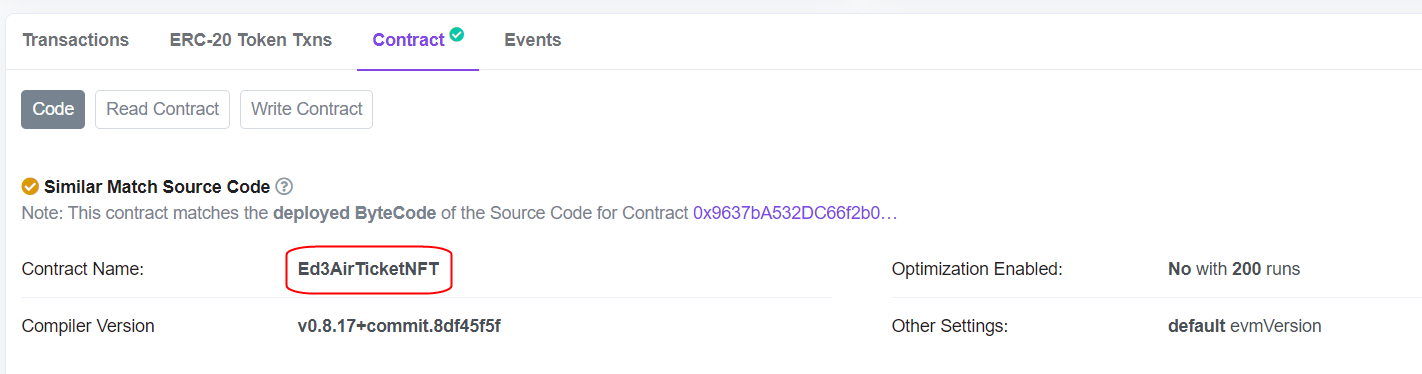 Transactions ERC-20 Token Txns Contract Events
Code Read Contract Write Contract
Similar Match Source Code ?
Note: This contract matches the deployed ByteCode of the Source Code for Contract 0x9637bA532DC66f2b0…
Contract Name: Ed3AirTicketNFT Optimization Enabled: No with 200 runs
Compiler Version v0.8.17+commit.8df45f5f Other Settings: default evmVersion